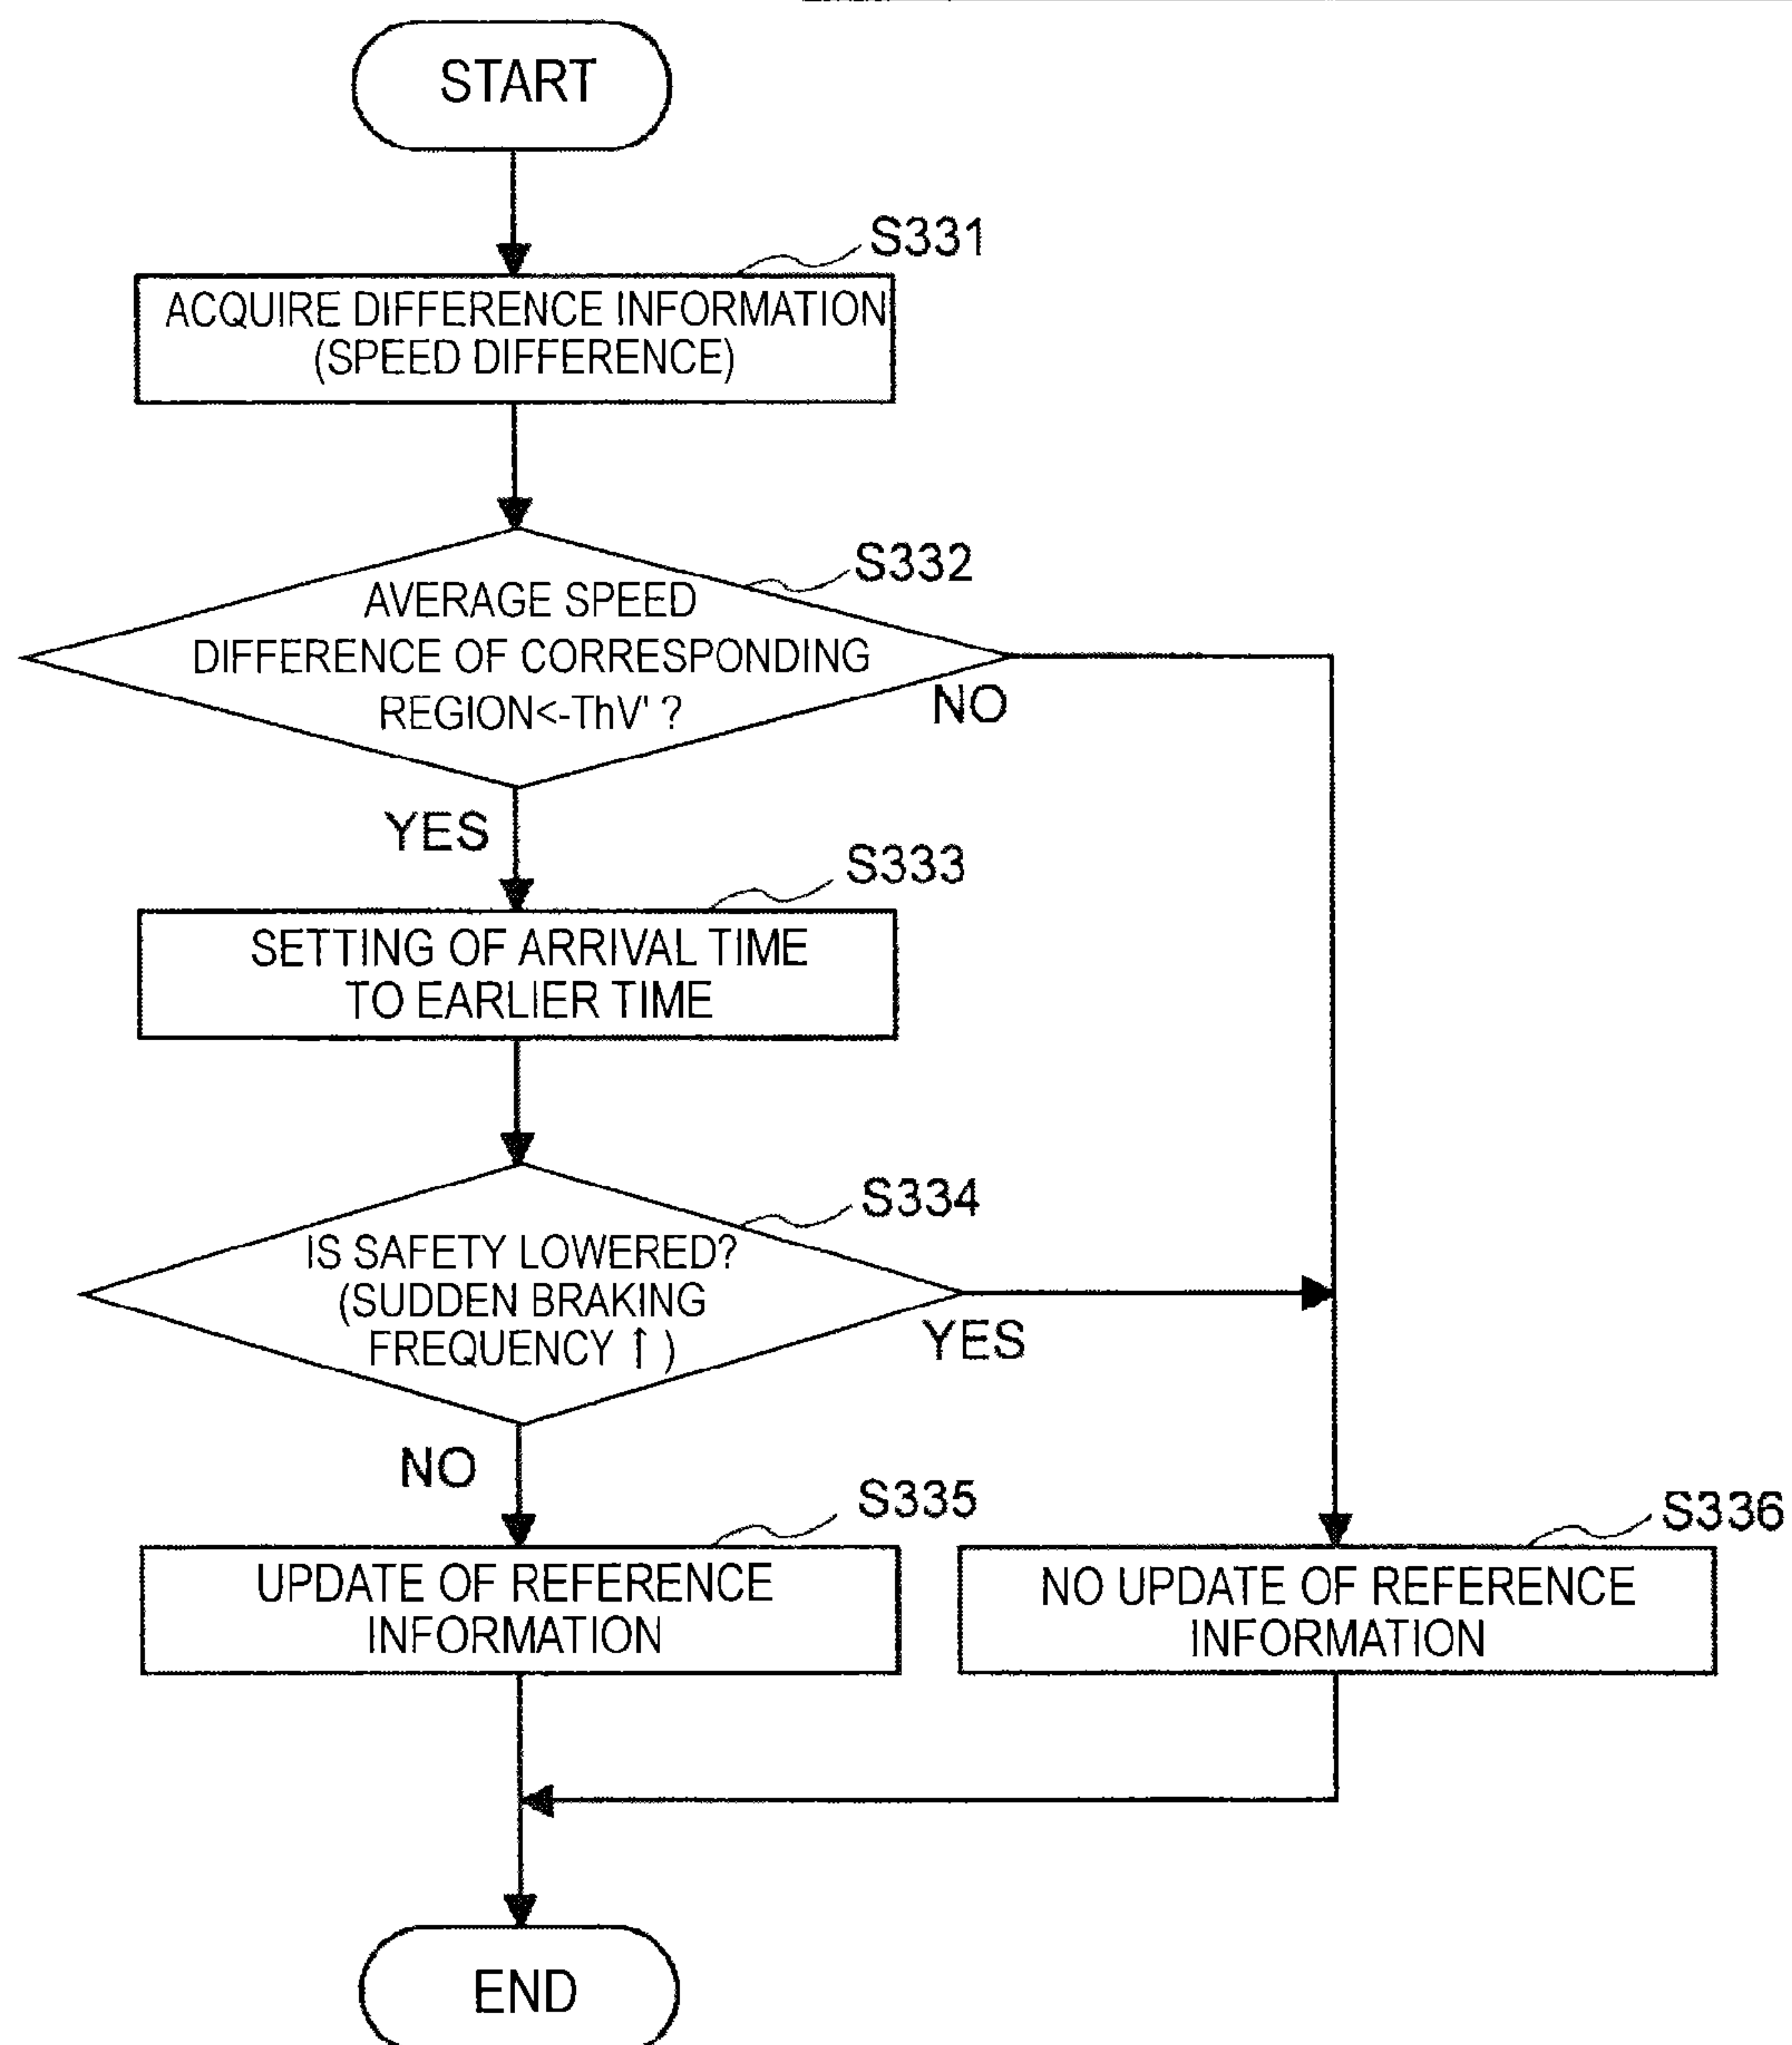 START
S331
ACQUIRE DIFFERENCE INFORMATION
(SPEED DIFFERENCE)
S332
AVERAGE SPEED
DIFFERENCE OF CORRESPONDING
REGION<-ThV' ?
NO
YES
S333
SETTING OF ARRIVAL TIME
TO EARLIER TIME
S334
IS SAFETY LOWERED?
(SUDDEN BRAKING
FREQUENCY ↑ )
YES
NO
S335
UPDATE OF REFERENCE
INFORMATION
S336
NO UPDATE OF REFERENCE
INFORMATION
END